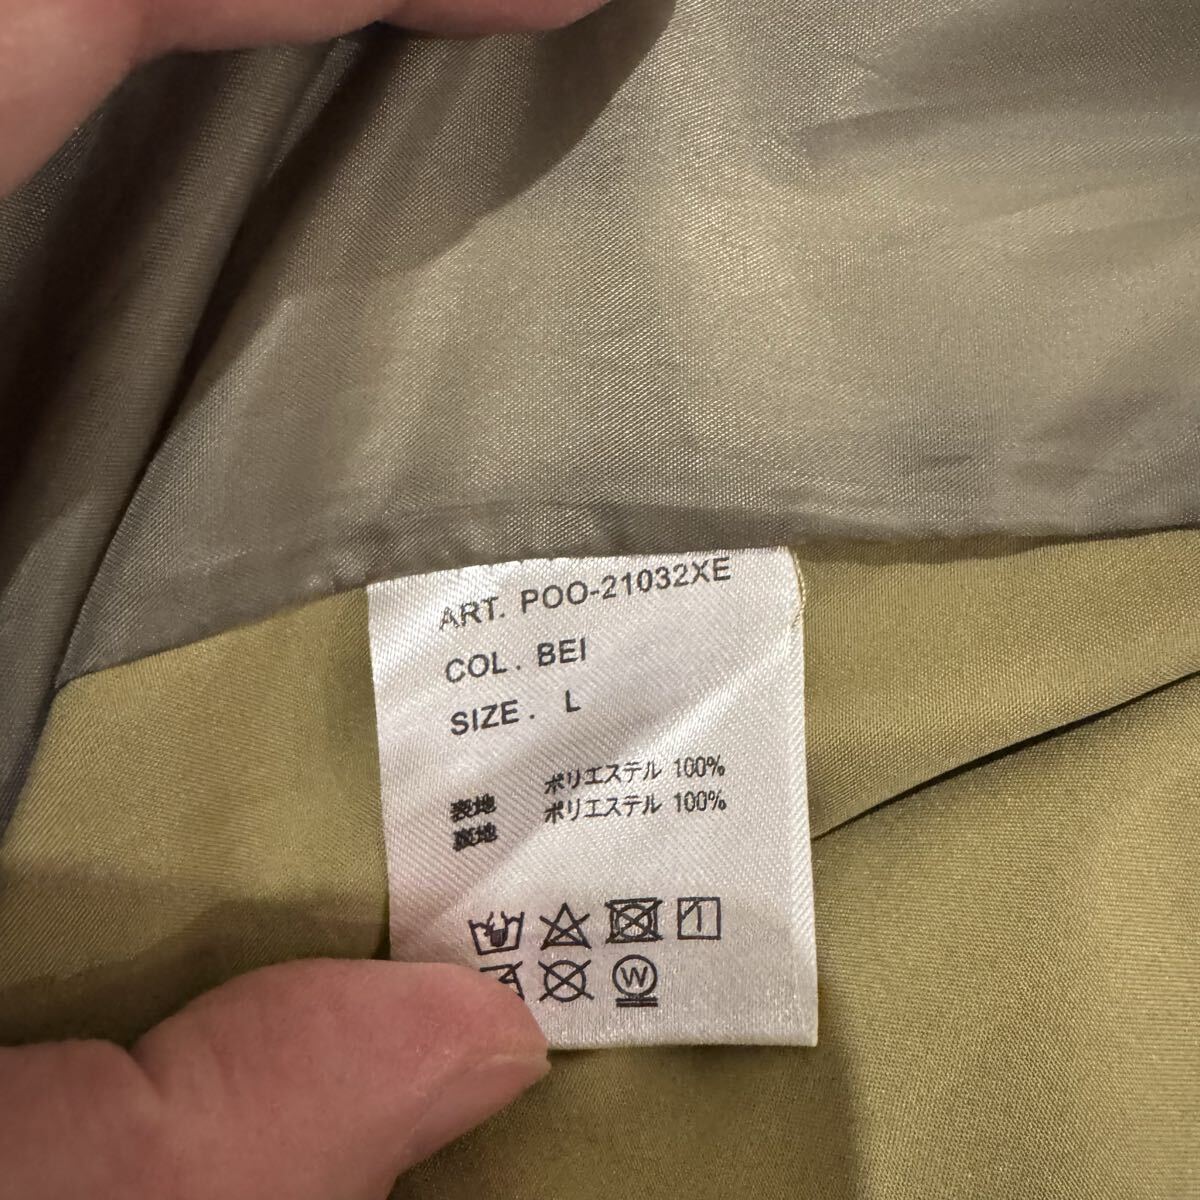 ART. POO-21032XE
COL. BEI
SIZE. L
ポリエステル 100%
表地 ポリエステル 100%
裏地
W